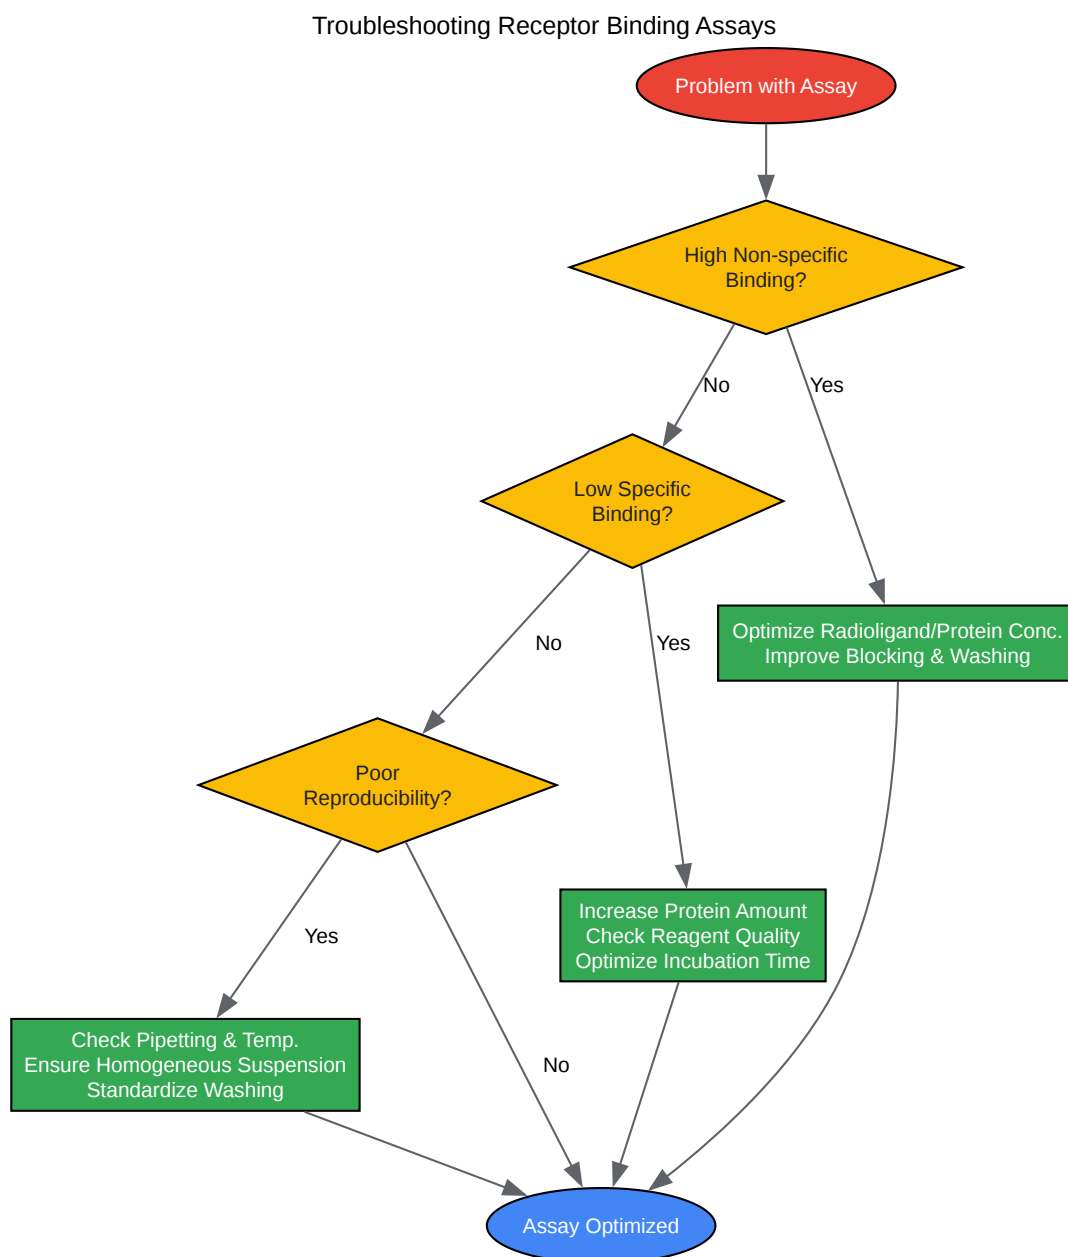 Troubleshooting Receptor Binding Assays
Problem with Assay
High Non-specific
Binding?
No
Yes
Low Specific
Binding?
No
Yes
Optimize Radioligand/Protein Conc.
Improve Blocking & Washing
Poor
Reproducibility?
Yes
No
Increase Protein Amount
Check Reagent Quality
Optimize Incubation Time
Check Pipetting & Temp.
Ensure Homogeneous Suspension
Standardize Washing
Assay Optimized